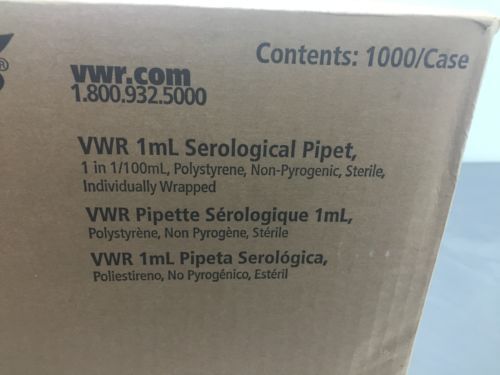 Contents: 1000/Case
®
vwr.com
1.800.932.5000
VWR 1mL Serological Pipet,
1 in 1/100mL, Polystyrene, Non-Pyrogenic, Sterile,
Individually Wrapped
VWR Pipette Sérologique 1mL,
Polystyrène, Non Pyrogène, Stérile
VWR 1mL Pipeta Serológica,
Poliestireno, No Pyrogénico, Estéril